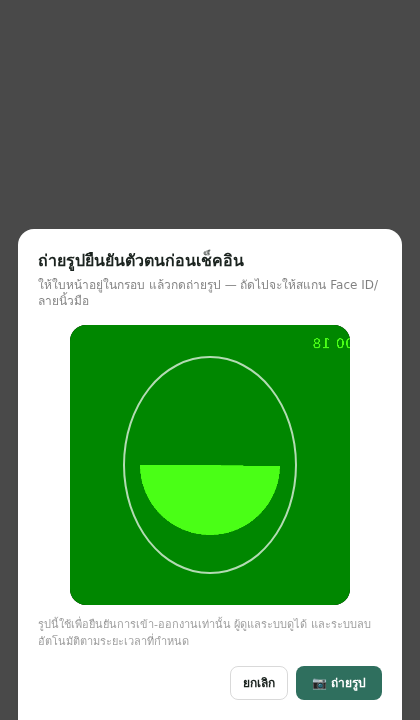 ถ่ายรูปยืนยันตัวตนก่อนเช็คอิน
ให้ใบหน้าอยู่ในกรอบ แล้วกดถ่ายรูป — ถัดไปจะให้สแกน Face ID/
ลายนิ้วมือ
รูปนี้ใช้เพื่อยืนยันการเข้า-ออกงานเท่านั้น ผู้ดูแลระบบดูได้ และระบบลบ
อัตโนมัติตามระยะเวลาที่กำหนด
ยกเลิก
📷 ถ่ายรูป